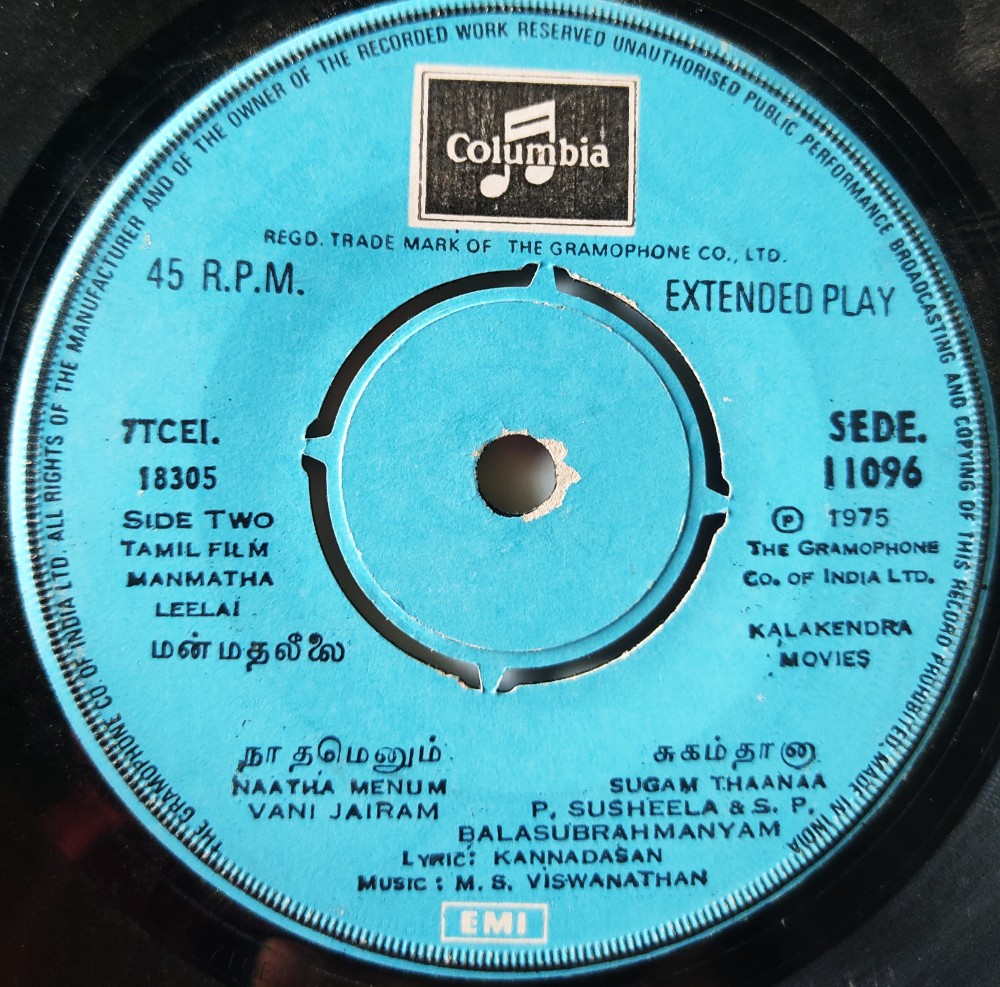 THE GRAMOPHONE CO OF INDIA LTD. ALL RIGHTS OF THE MANUFACTURER AND OF THE OWNER OF THE RECORDED WORK RESERVED UNAUTHORISED PUBLIC PERFORMANCE BROADCASTING AND COPYING OF THIS RECORD PROHIBITED. MADE IN INDIA
Columbia
REGD. TRADE MARK OF THE GRAMOPHONE CO., LTD.
45 R.P.M.
EXTENDED PLAY
7TCEI.
18305
SIDE TWO
TAMIL FILM
MANMATHA
LEELAI
மன்மதலீலை
SEDE.
11096
Ⓟ 1975
THE GRAMOPHONE
CO. OF INDIA LTD.
KALAKENDRA
MOVIES
நாதமெனும்
NAATHA MENUM
VANI JAIRAM
சுகம்தானா
SUGAM THAANAA
P. SUSHEELA & S. P.
BALASUBRAHMANYAM
LYRIC: KANNADASAN
MUSIC: M. S. VISWANATHAN
EMI